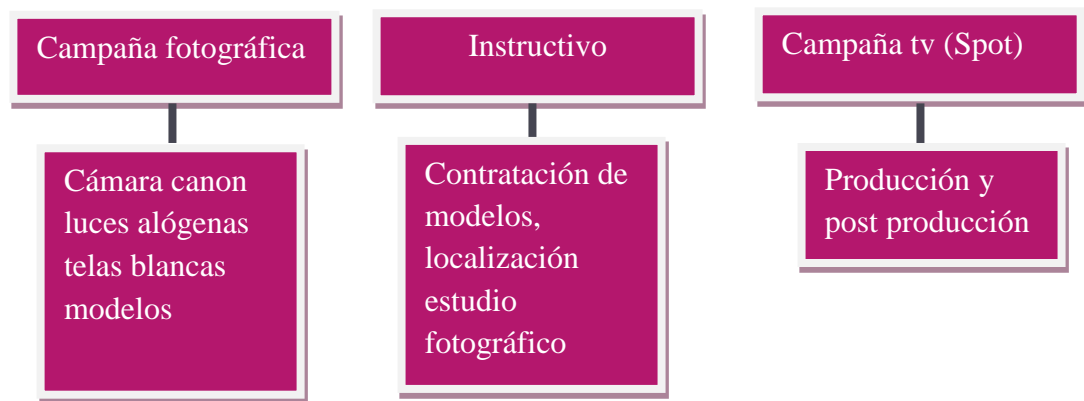 Campaña fotográfica
Cámara canon
luces alógenas
telas blancas
modelos
Instructivo
Contratación de
modelos,
localización
estudio
fotográfico
Campaña tv (Spot)
Producción y
post producción